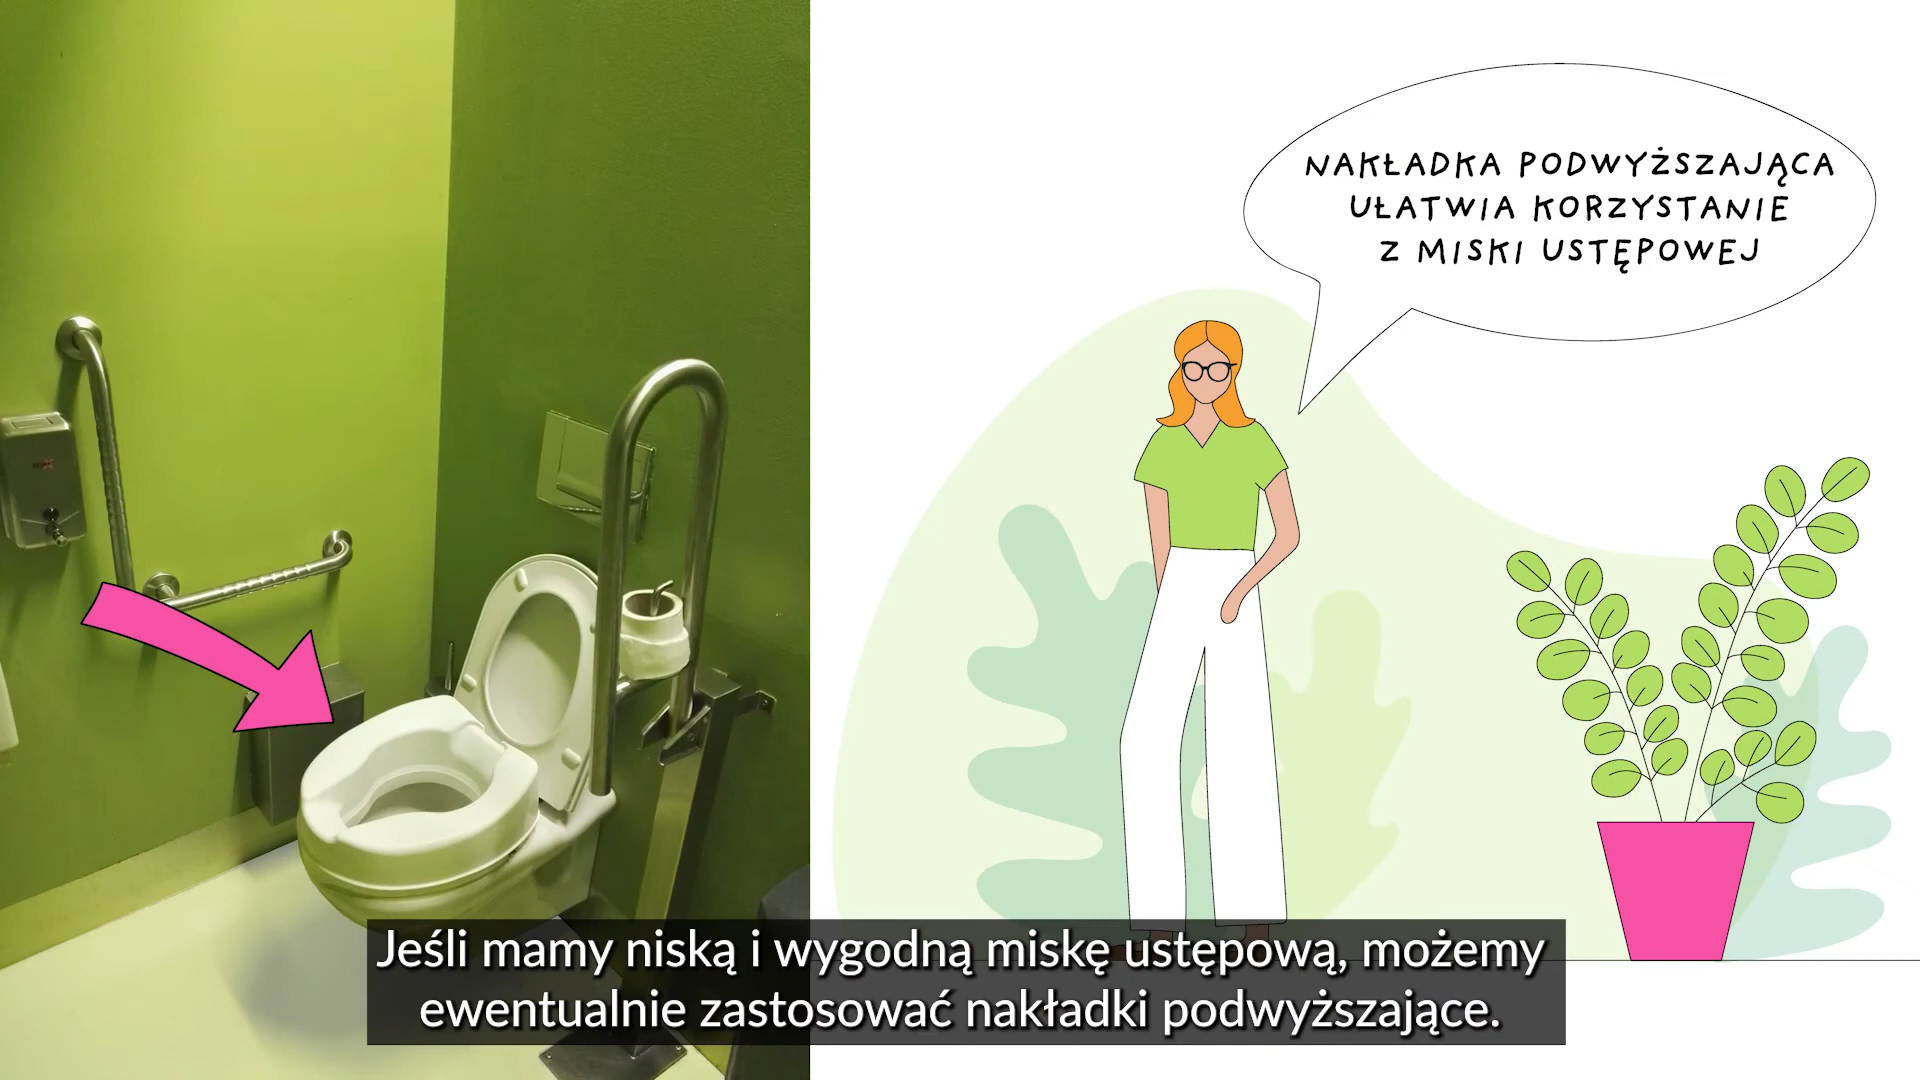 NAKŁADKA PODWYŻSZAJĄCA
UŁATWIA KORZYSTANIE
Z MISKI USTĘPOWEJ
Jeśli mamy niską i wygodną miskę ustępową, możemy
ewentualnie zastosować nakładki podwyższające.